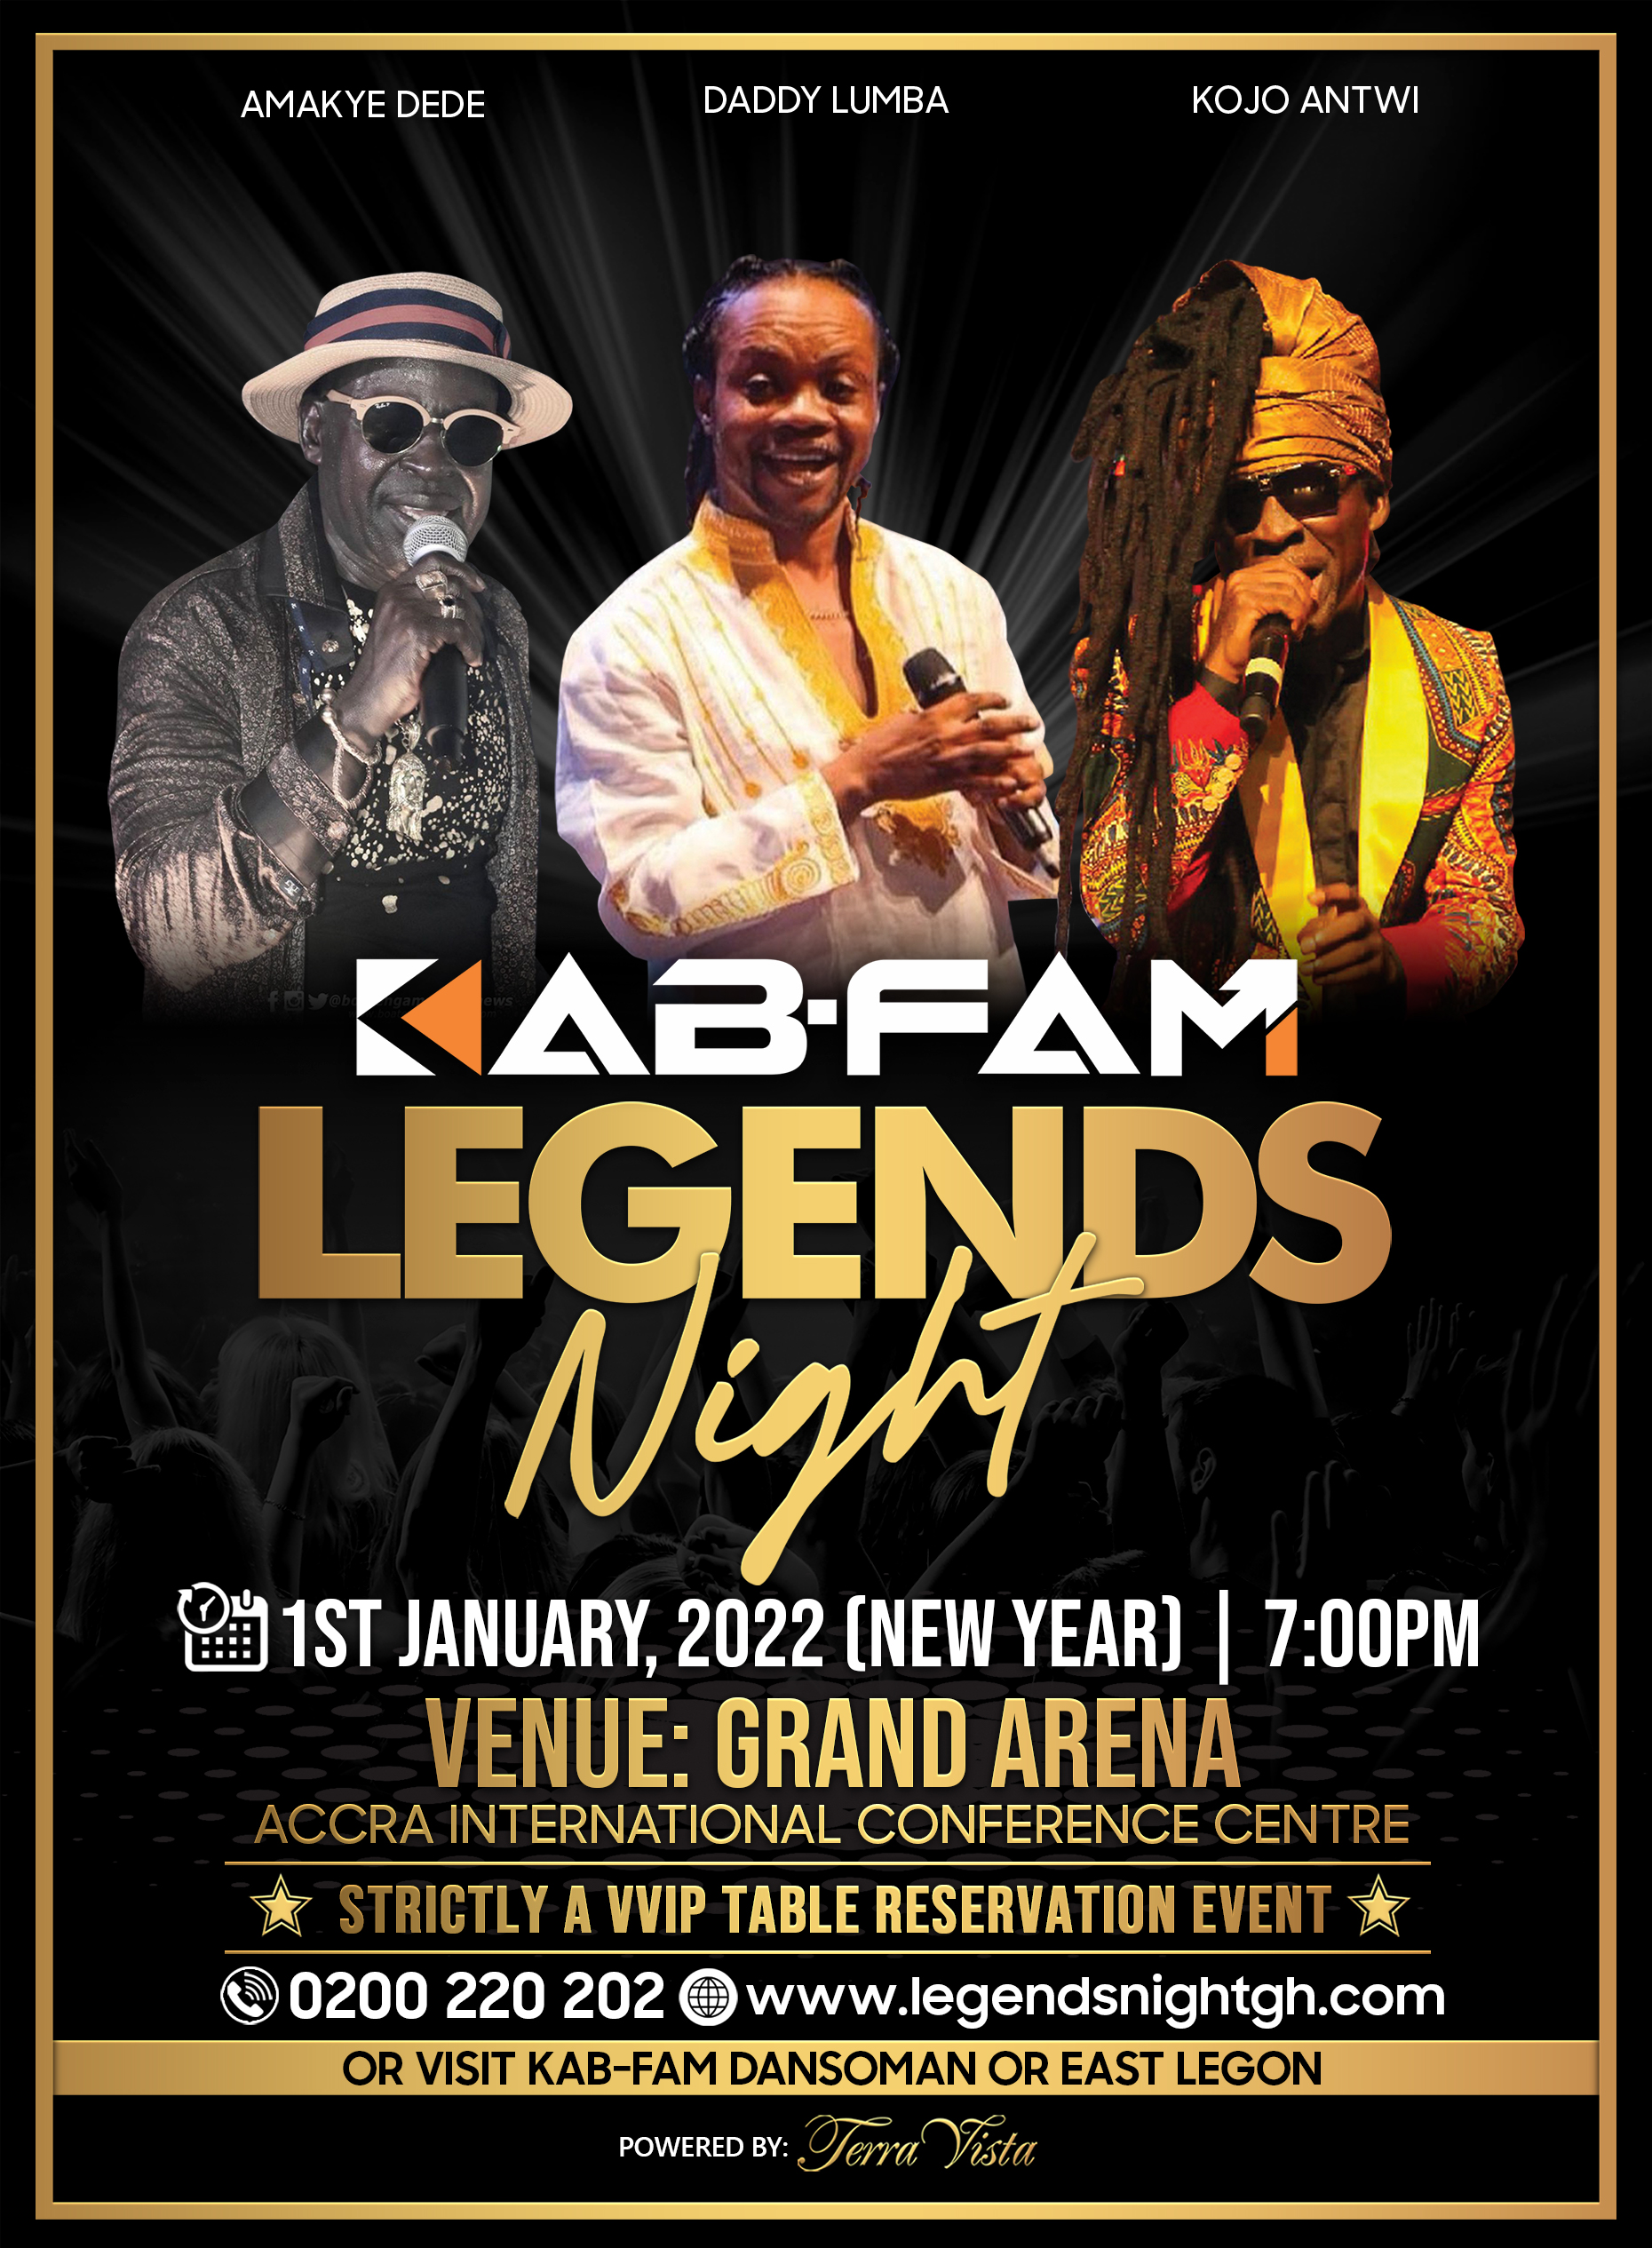 AMAKYE DEDE
DADDY LUMBA
KOJO ANTWI
KAB-FAM
LEGENDS
Night
1ST JANUARY, 2022 (NEW YEAR) | 7:00PM
VENUE: GRAND ARENA
ACCRA INTERNATIONAL CONFERENCE CENTRE
STRICTLY A VVIP TABLE RESERVATION EVENT
0200 220 202 www.legendsnightgh.com
OR VISIT KAB-FAM DANSOMAN OR EAST LEGON
POWERED BY: Terra Vista